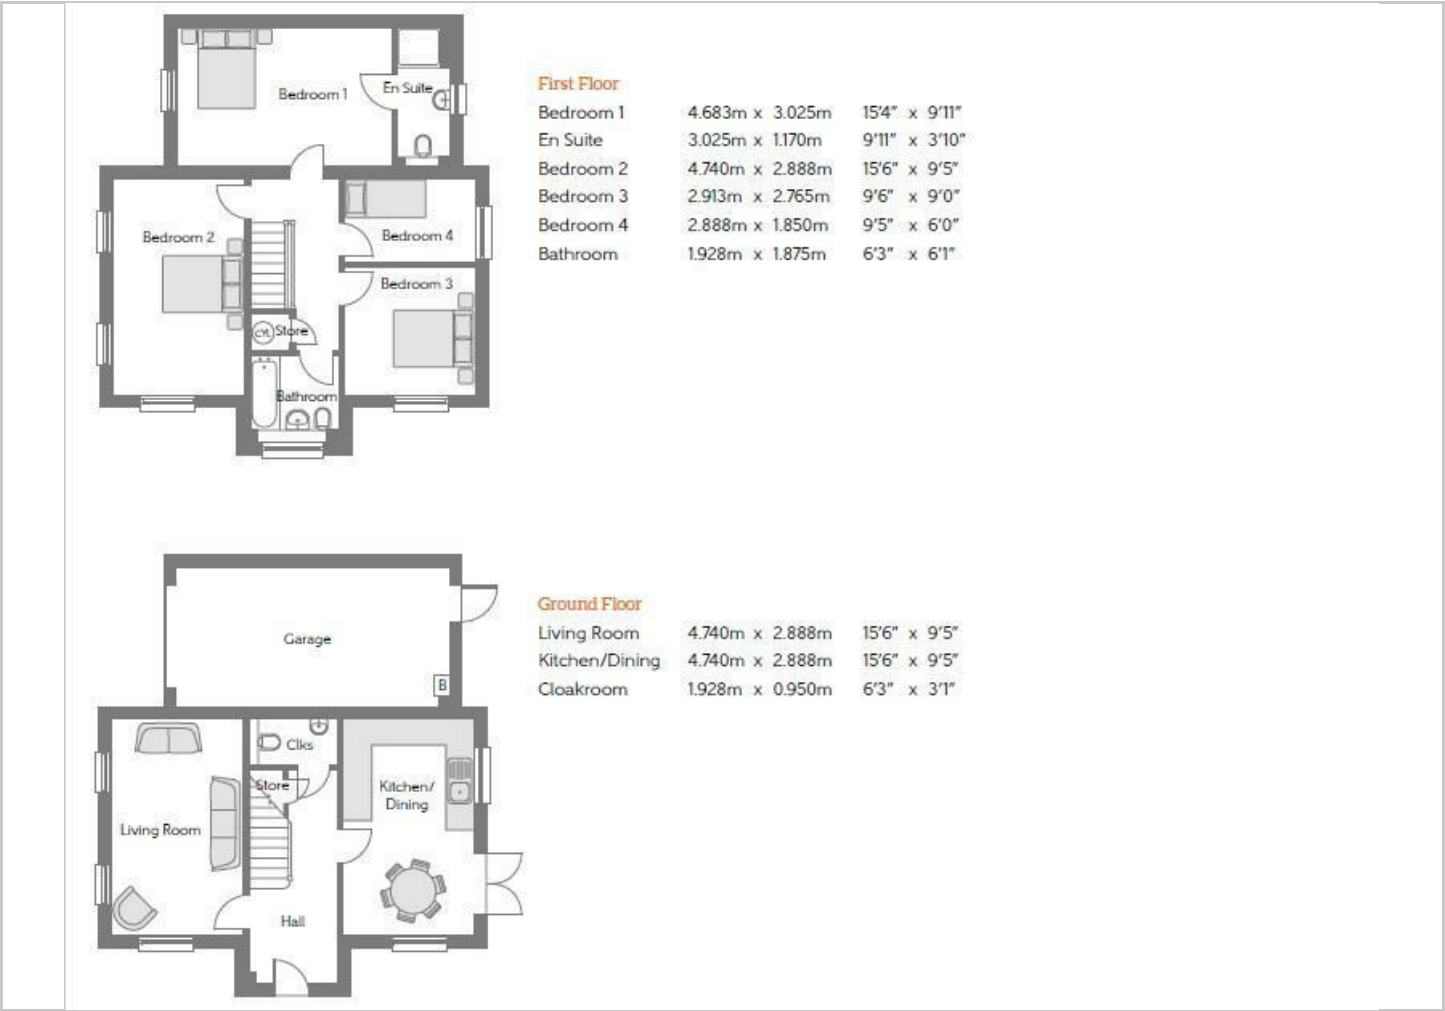 Bedroom 1
En Suite
Bedroom 2
Bedroom 4
Bedroom 3
CYL Store
Bathroom
First Floor
Bedroom 1 4.683m x 3.025m 15'4" x 9'11"
En Suite 3.025m x 1.170m 9'11" x 3'10"
Bedroom 2 4.740m x 2.888m 15'6" x 9'5"
Bedroom 3 2.913m x 2.765m 9'6" x 9'0"
Bedroom 4 2.888m x 1.850m 9'5" x 6'0"
Bathroom 1.928m x 1.875m 6'3" x 6'1"
Garage
B
Clks
Store
Kitchen/
Dining
Living Room
Hall
Ground Floor
Living Room 4.740m x 2.888m 15'6" x 9'5"
Kitchen/Dining 4.740m x 2.888m 15'6" x 9'5"
Cloakroom 1.928m x 0.950m 6'3" x 3'1"